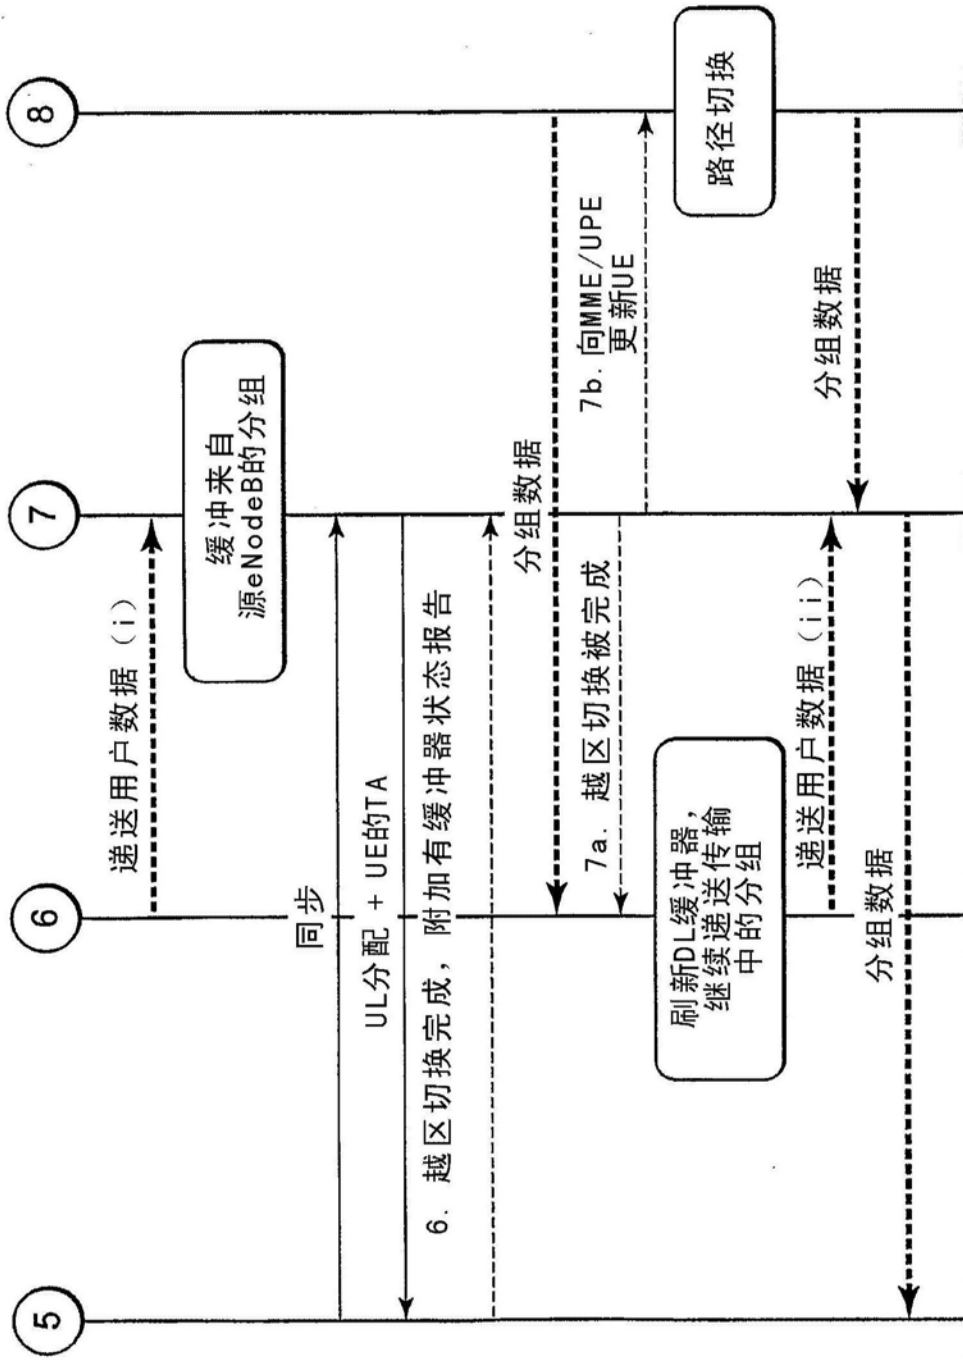 5
6
7
8
递送用户数据（i）
缓冲来自
源eNodeB的分组
同步
UL分配 + UE的TA
6. 越区切换完成，附加有缓冲器状态报告
分组数据
7a. 越区切换被完成
7b. 向MME/UPE
更新UE
刷新DL缓冲器，
继续递送传输
中的分组
路径切换
递送用户数据（ii）
分组数据
分组数据